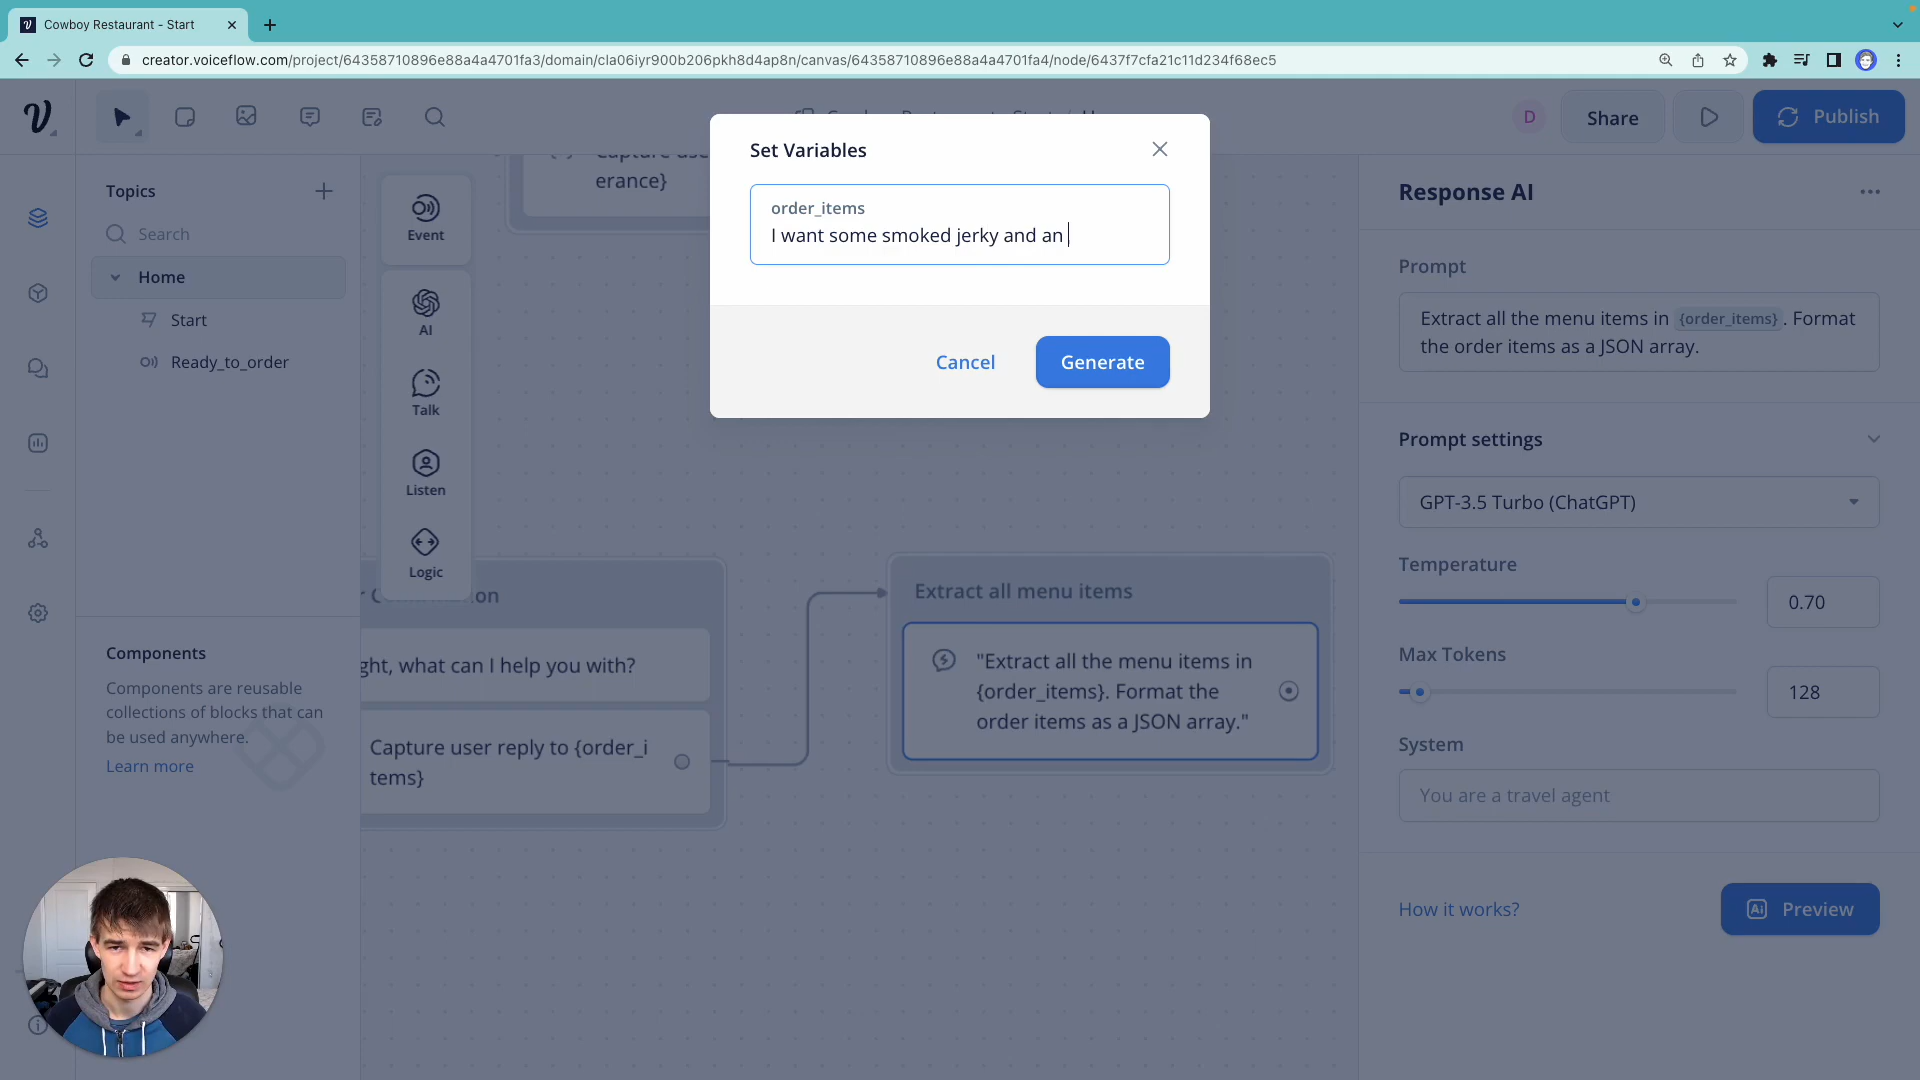 Cowboy Restaurant - Start
creator.voiceflow.com/project/64358710896e88a4a4701fa3/domain/cla06iyr900b206pkh8d4ap8n/canvas/64358710896e88a4a4701fa4/node/6437f7cfa21c11d234f68ec5
D
Share
Publish
Topics
Search
Home
Start
Ready_to_order
Components
Components are reusable
collections of blocks that can
be used anywhere.
Learn more
Event
AI
Talk
Listen
Logic
Capture use
erance}
Set Variables
order_items
I want some smoked jerky and an
Cancel
Generate
on
ght, what can I help you with?
Capture user reply to {order_i
tems}
Extract all menu items
"Extract all the menu items in
{order_items}. Format the
order items as a JSON array."
Response AI
Prompt
Extract all the menu items in {order_items}. Format
the order items as a JSON array.
Prompt settings
GPT-3.5 Turbo (ChatGPT)
Temperature
0.70
Max Tokens
128
System
You are a travel agent
How it works?
Ai Preview